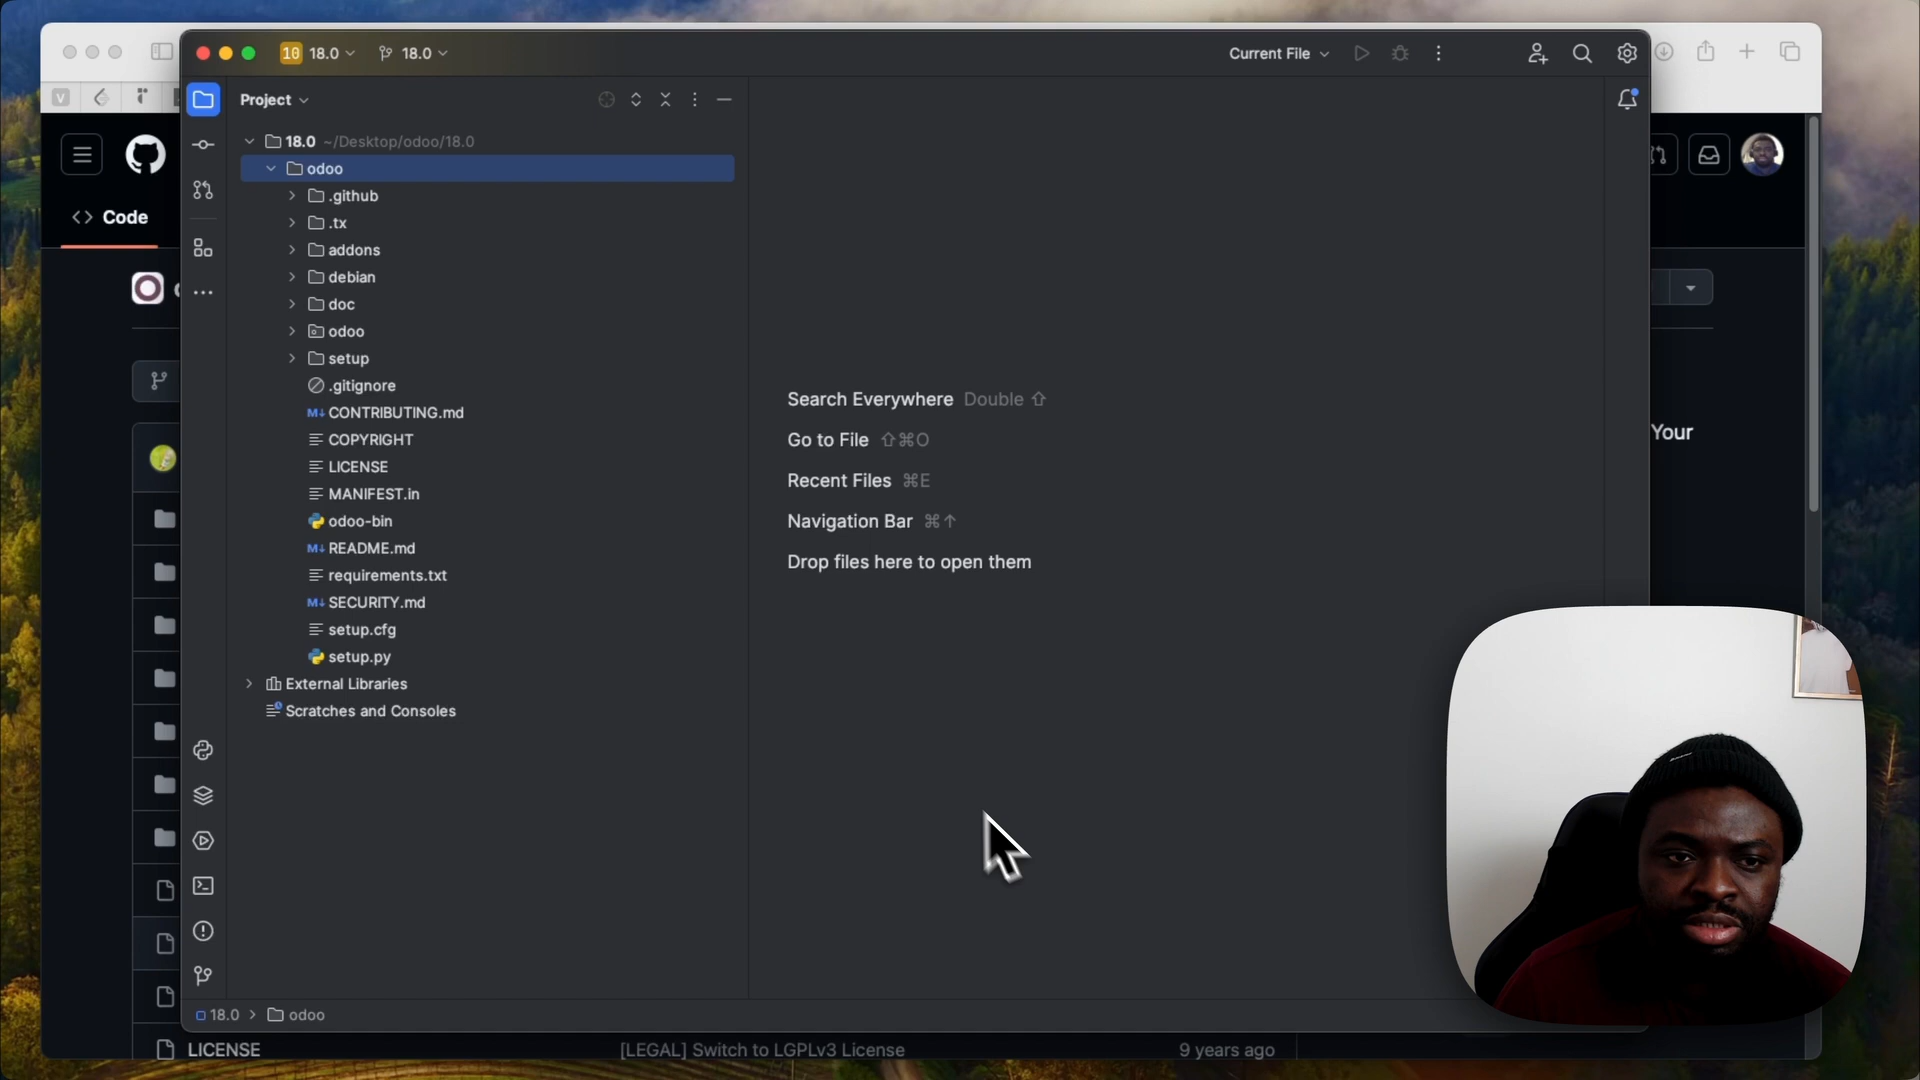 10 18.0 18.0 Current File
Project
18.0 ~/Desktop/odoo/18.0
odoo
.github
.tx
addons
debian
doc
odoo
setup
.gitignore
CONTRIBUTING.md
COPYRIGHT
LICENSE
MANIFEST.in
odoo-bin
README.md
requirements.txt
SECURITY.md
setup.cfg
setup.py
External Libraries
Scratches and Consoles
Search Everywhere Double ⇧
Go to File ⇧⌘O
Recent Files ⌘E
Navigation Bar ⌘↑
Drop files here to open them
18.0 > odoo
<> Code
Your
LICENSE [LEGAL] Switch to LGPLv3 License 9 years ago